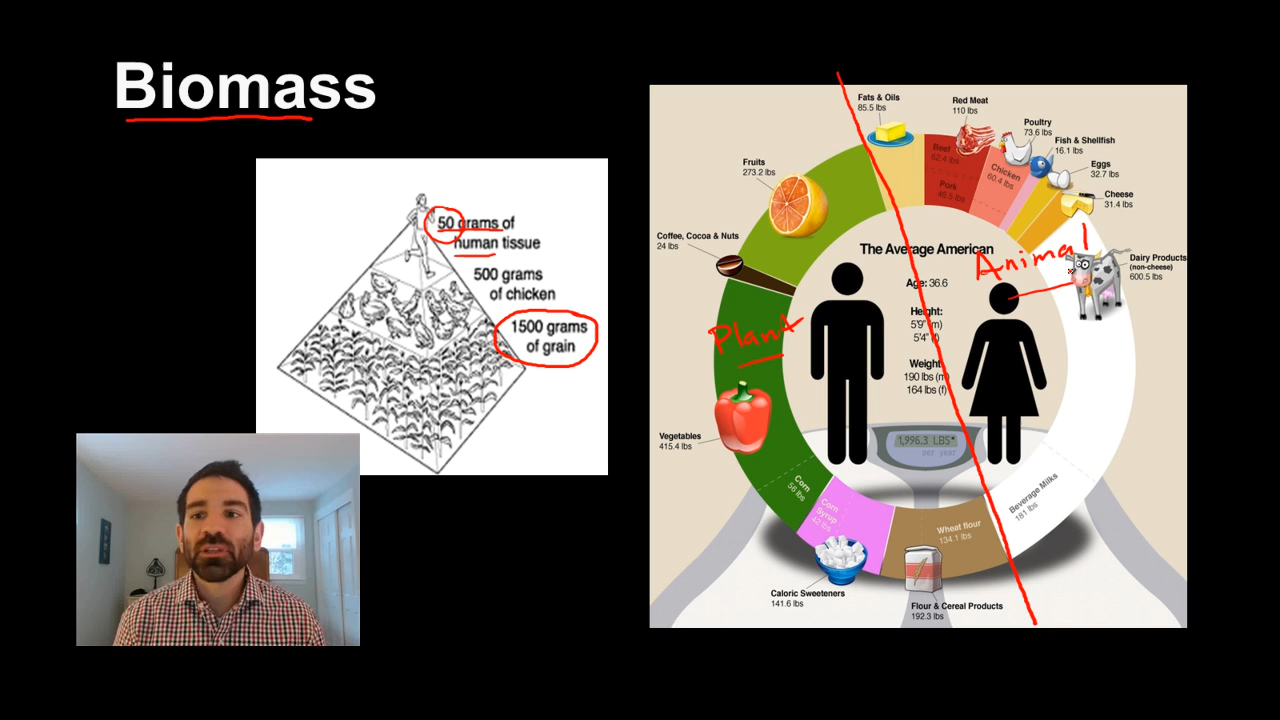 Biomass
50 grams of
human tissue
500 grams
of chicken
1500 grams
of grain
Fats & Oils
85.5 lbs
Red Meat
110 lbs
Poultry
73.6 lbs
Fish & Shellfish
16.1 lbs
Eggs
32.7 lbs
Cheese
31.4 lbs
Dairy Products
(non-cheese)
600.5 lbs
Beverage Milks
181 lbs
Beef
62.4 lbs
Pork
46.5 lbs
Chicken
60.4 lbs
Fruits
273.2 lbs
Coffee, Cocoa & Nuts
24 lbs
Vegetables
415.4 lbs
Corn
56 lbs
Corn
Syrup
42 lbs
Caloric Sweeteners
141.6 lbs
Wheat flour
134.1 lbs
Flour & Cereal Products
192.3 lbs
The Average American
Age: 36.6
Height:
5'9" (m)
5'4" (f)
Weight:
190 lbs (m)
164 lbs (f)
1,996.3 LBS*
per year
Plant
Animal